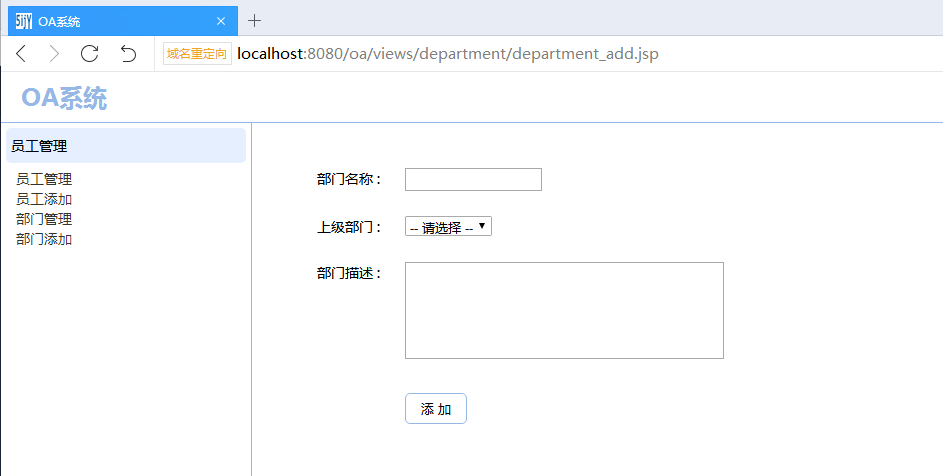 5ijY OA系统
域名重定向 localhost:8080/oa/views/department/department_add.jsp
OA系统
员工管理
员工管理
员工添加
部门管理
部门添加
部门名称：
上级部门： -- 请选择 --
部门描述：
添 加